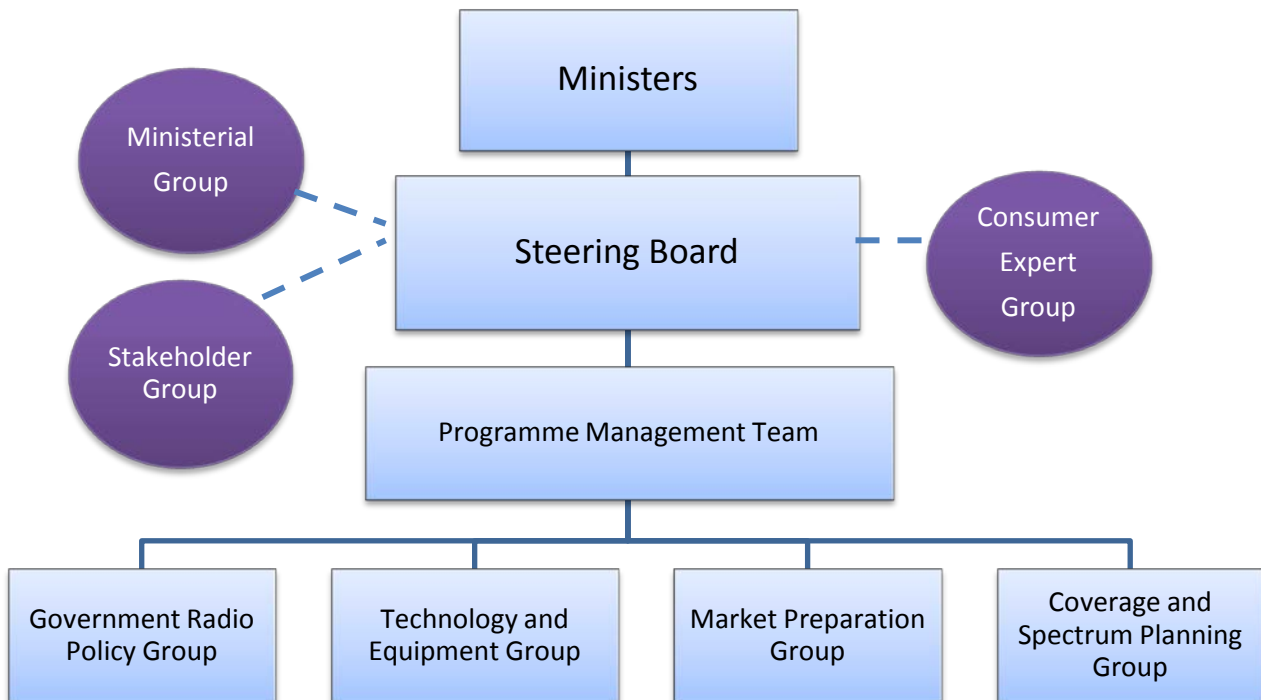 Ministers
Ministerial
Group
Steering Board
Consumer
Expert
Group
Stakeholder
Group
Programme Management Team
Government Radio
Policy Group
Technology and
Equipment Group
Market Preparation
Group
Coverage and
Spectrum Planning
Group